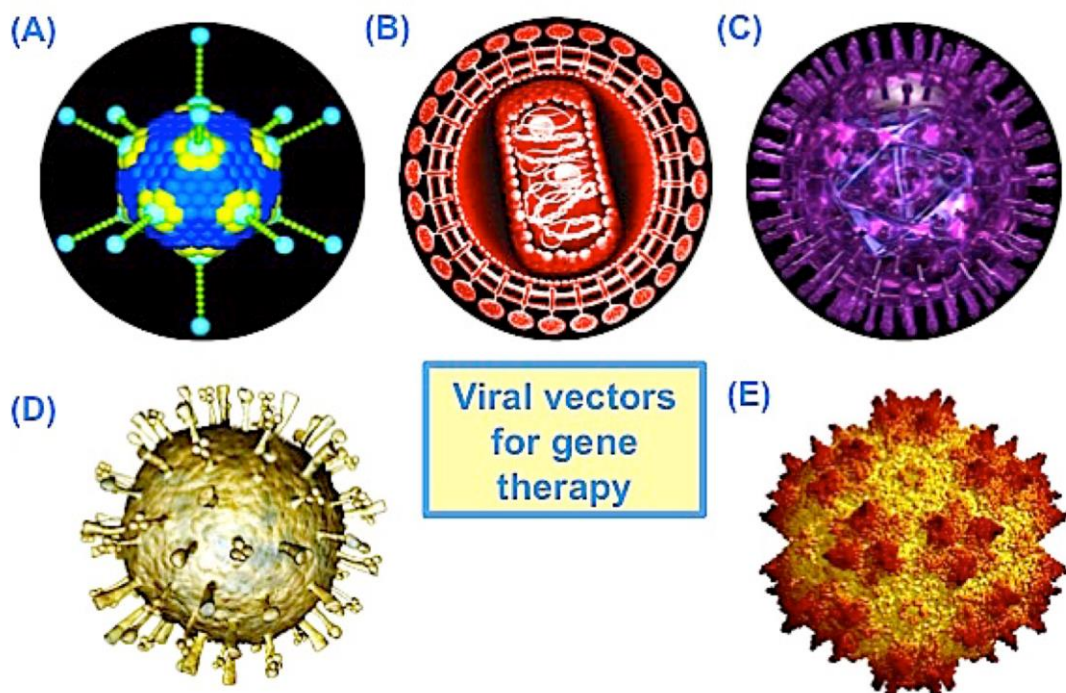 (A)
(B)
(C)
(D)
Viral vectors
for gene
therapy
(E)